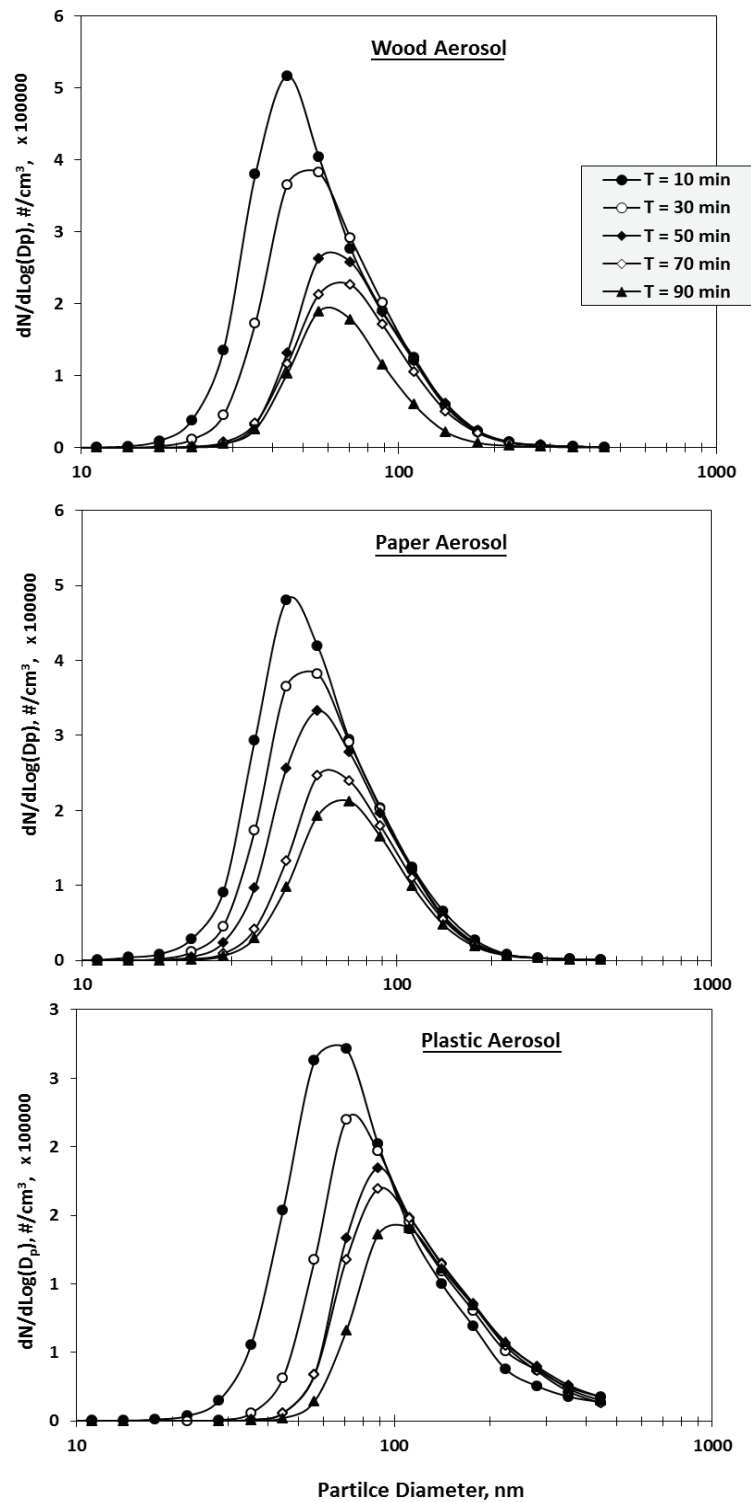 6
Wood Aerosol
5
4
T = 10 min
T = 30 min
3
T = 50 min
T = 70 min
2
T = 90 min
1
0
dN/dLog(Dp), #/cm³, x 100000
10
100
1000
6
Paper Aerosol
5
4
3
2
1
0
dN/dLog(Dp), #/cm³, x 100000
10
100
1000
3
Plastic Aerosol
3
2
2
1
1
0
dN/dLog(Dₚ), #/cm³, x 100000
10
100
1000
Partilce Diameter, nm